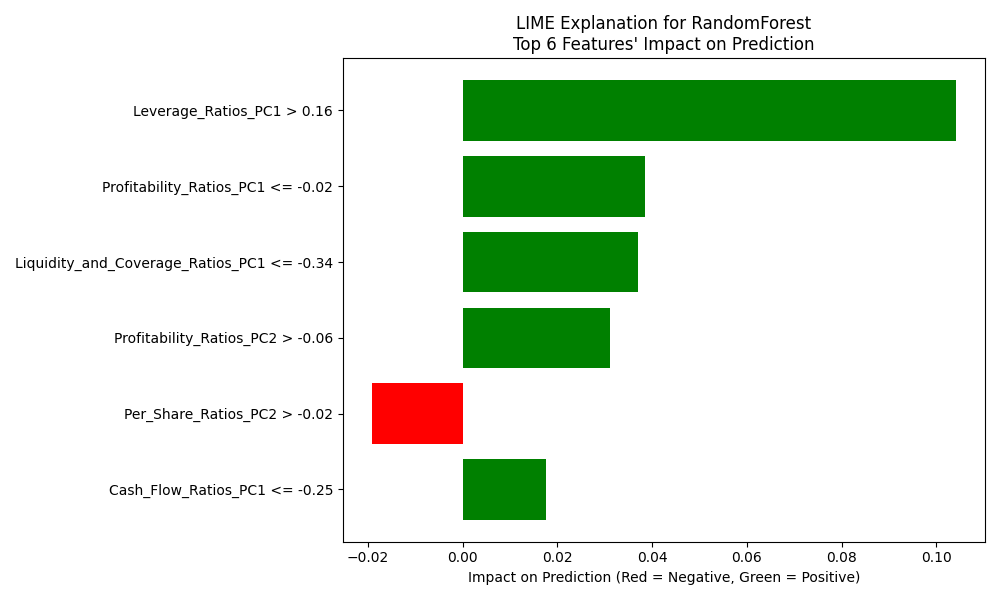 LIME Explanation for RandomForest
Top 6 Features' Impact on Prediction
Leverage_Ratios_PC1 > 0.16
Profitability_Ratios_PC1 <= -0.02
Liquidity_and_Coverage_Ratios_PC1 <= -0.34
Profitability_Ratios_PC2 > -0.06
Per_Share_Ratios_PC2 > -0.02
Cash_Flow_Ratios_PC1 <= -0.25
−0.02 0.00 0.02 0.04 0.06 0.08 0.10
Impact on Prediction (Red = Negative, Green = Positive)